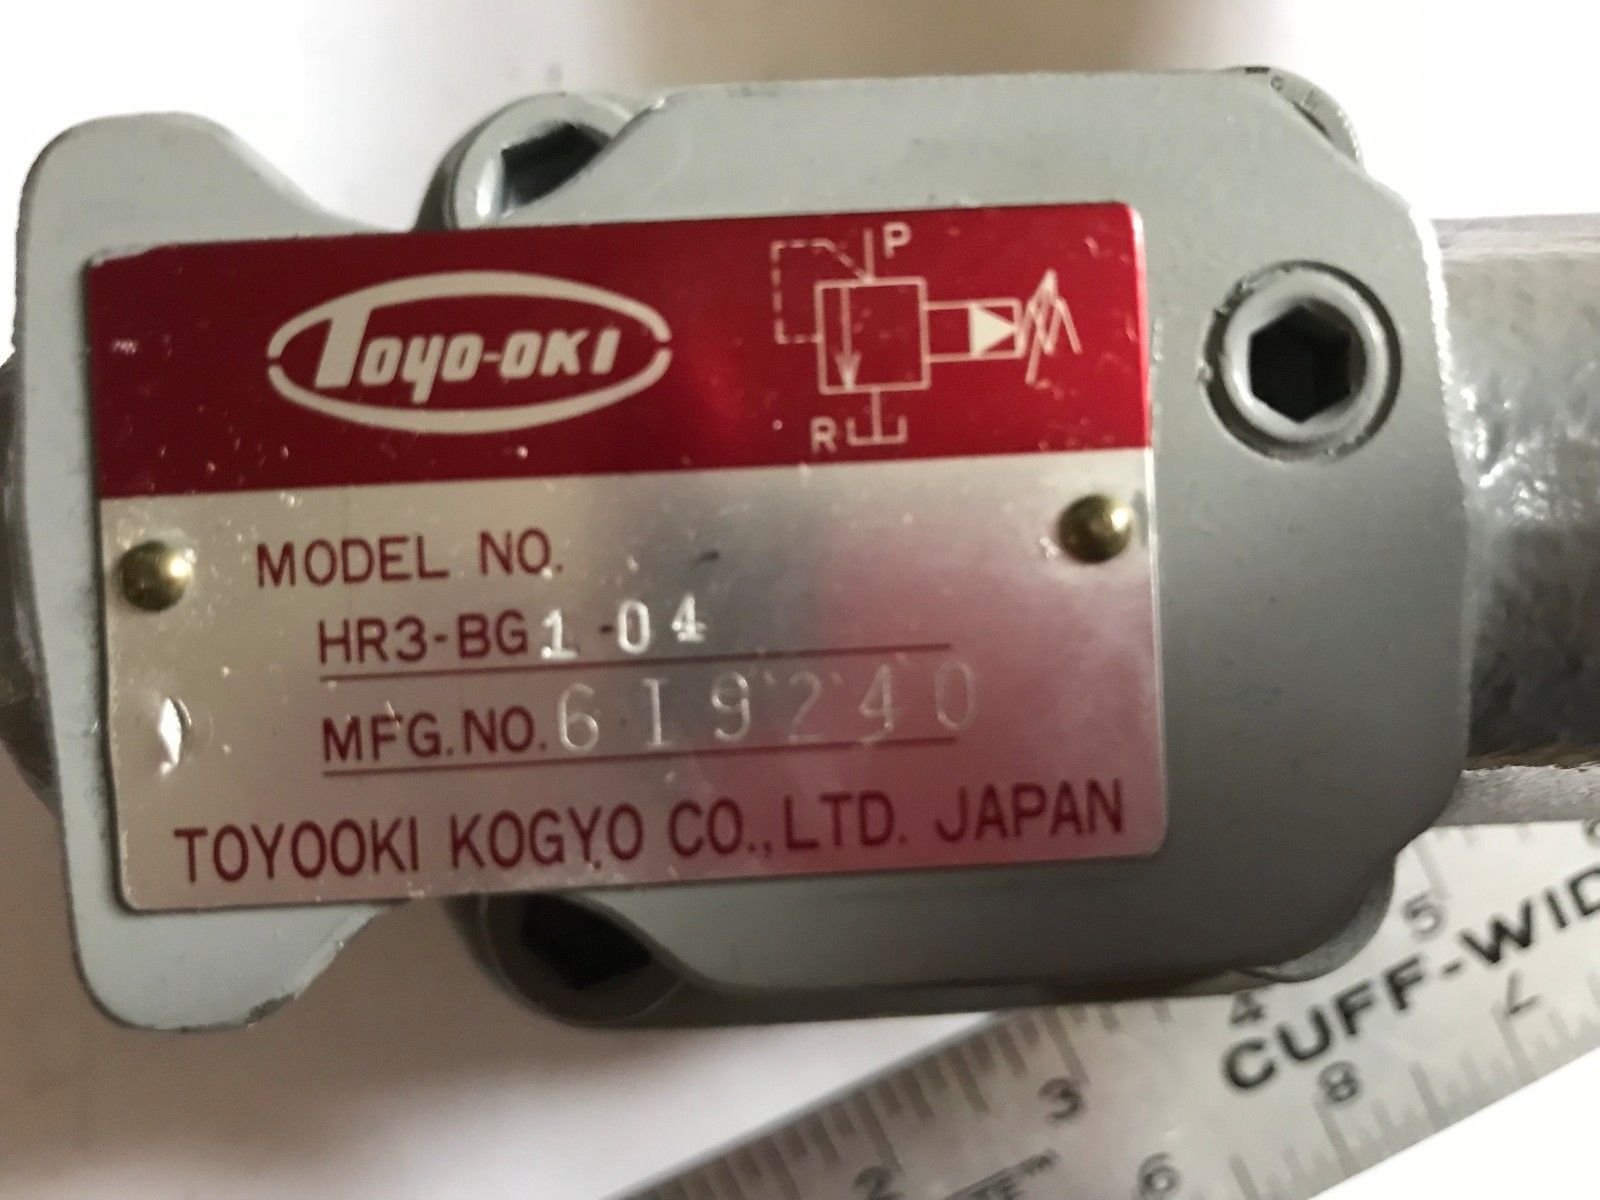 TOYO-OKI
P
R
MODEL NO.
HR3-BG1-04
MFG.NO. 619240
TOYOOKI KOGYO CO.,LTD. JAPAN
5
4
CUFF-WID
7
3
8
2
6